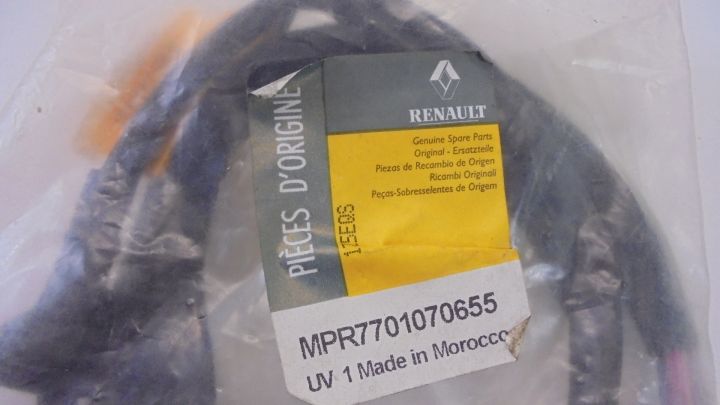 PIÈCES D'ORIGINE
RENAULT
Genuine Spare Parts
Original - Ersatzteile
Piezas de Recambio de Origen
Ricambi Originali
Peças-Sobresselentes de Origem
MPR7701070655
UV 1 Made in Morocco